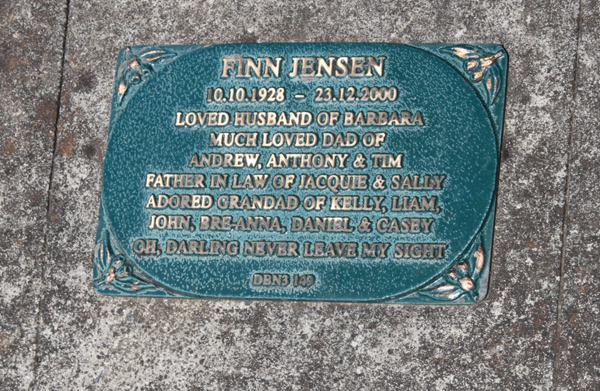 FINN JENSEN
10.10.1928 – 23.12.2000
LOVED HUSBAND OF BARBARA
MUCH LOVED DAD OF
ANDREW, ANTHONY & TIM
FATHER IN LAW OF JACQUIE & SALLY
ADORED GRANDAD OF KELLY, LIAM,
JOHN, BRE-ANNA, DANIEL & CASEY
OH, DARLING NEVER LEAVE MY SIGHT
DBN3